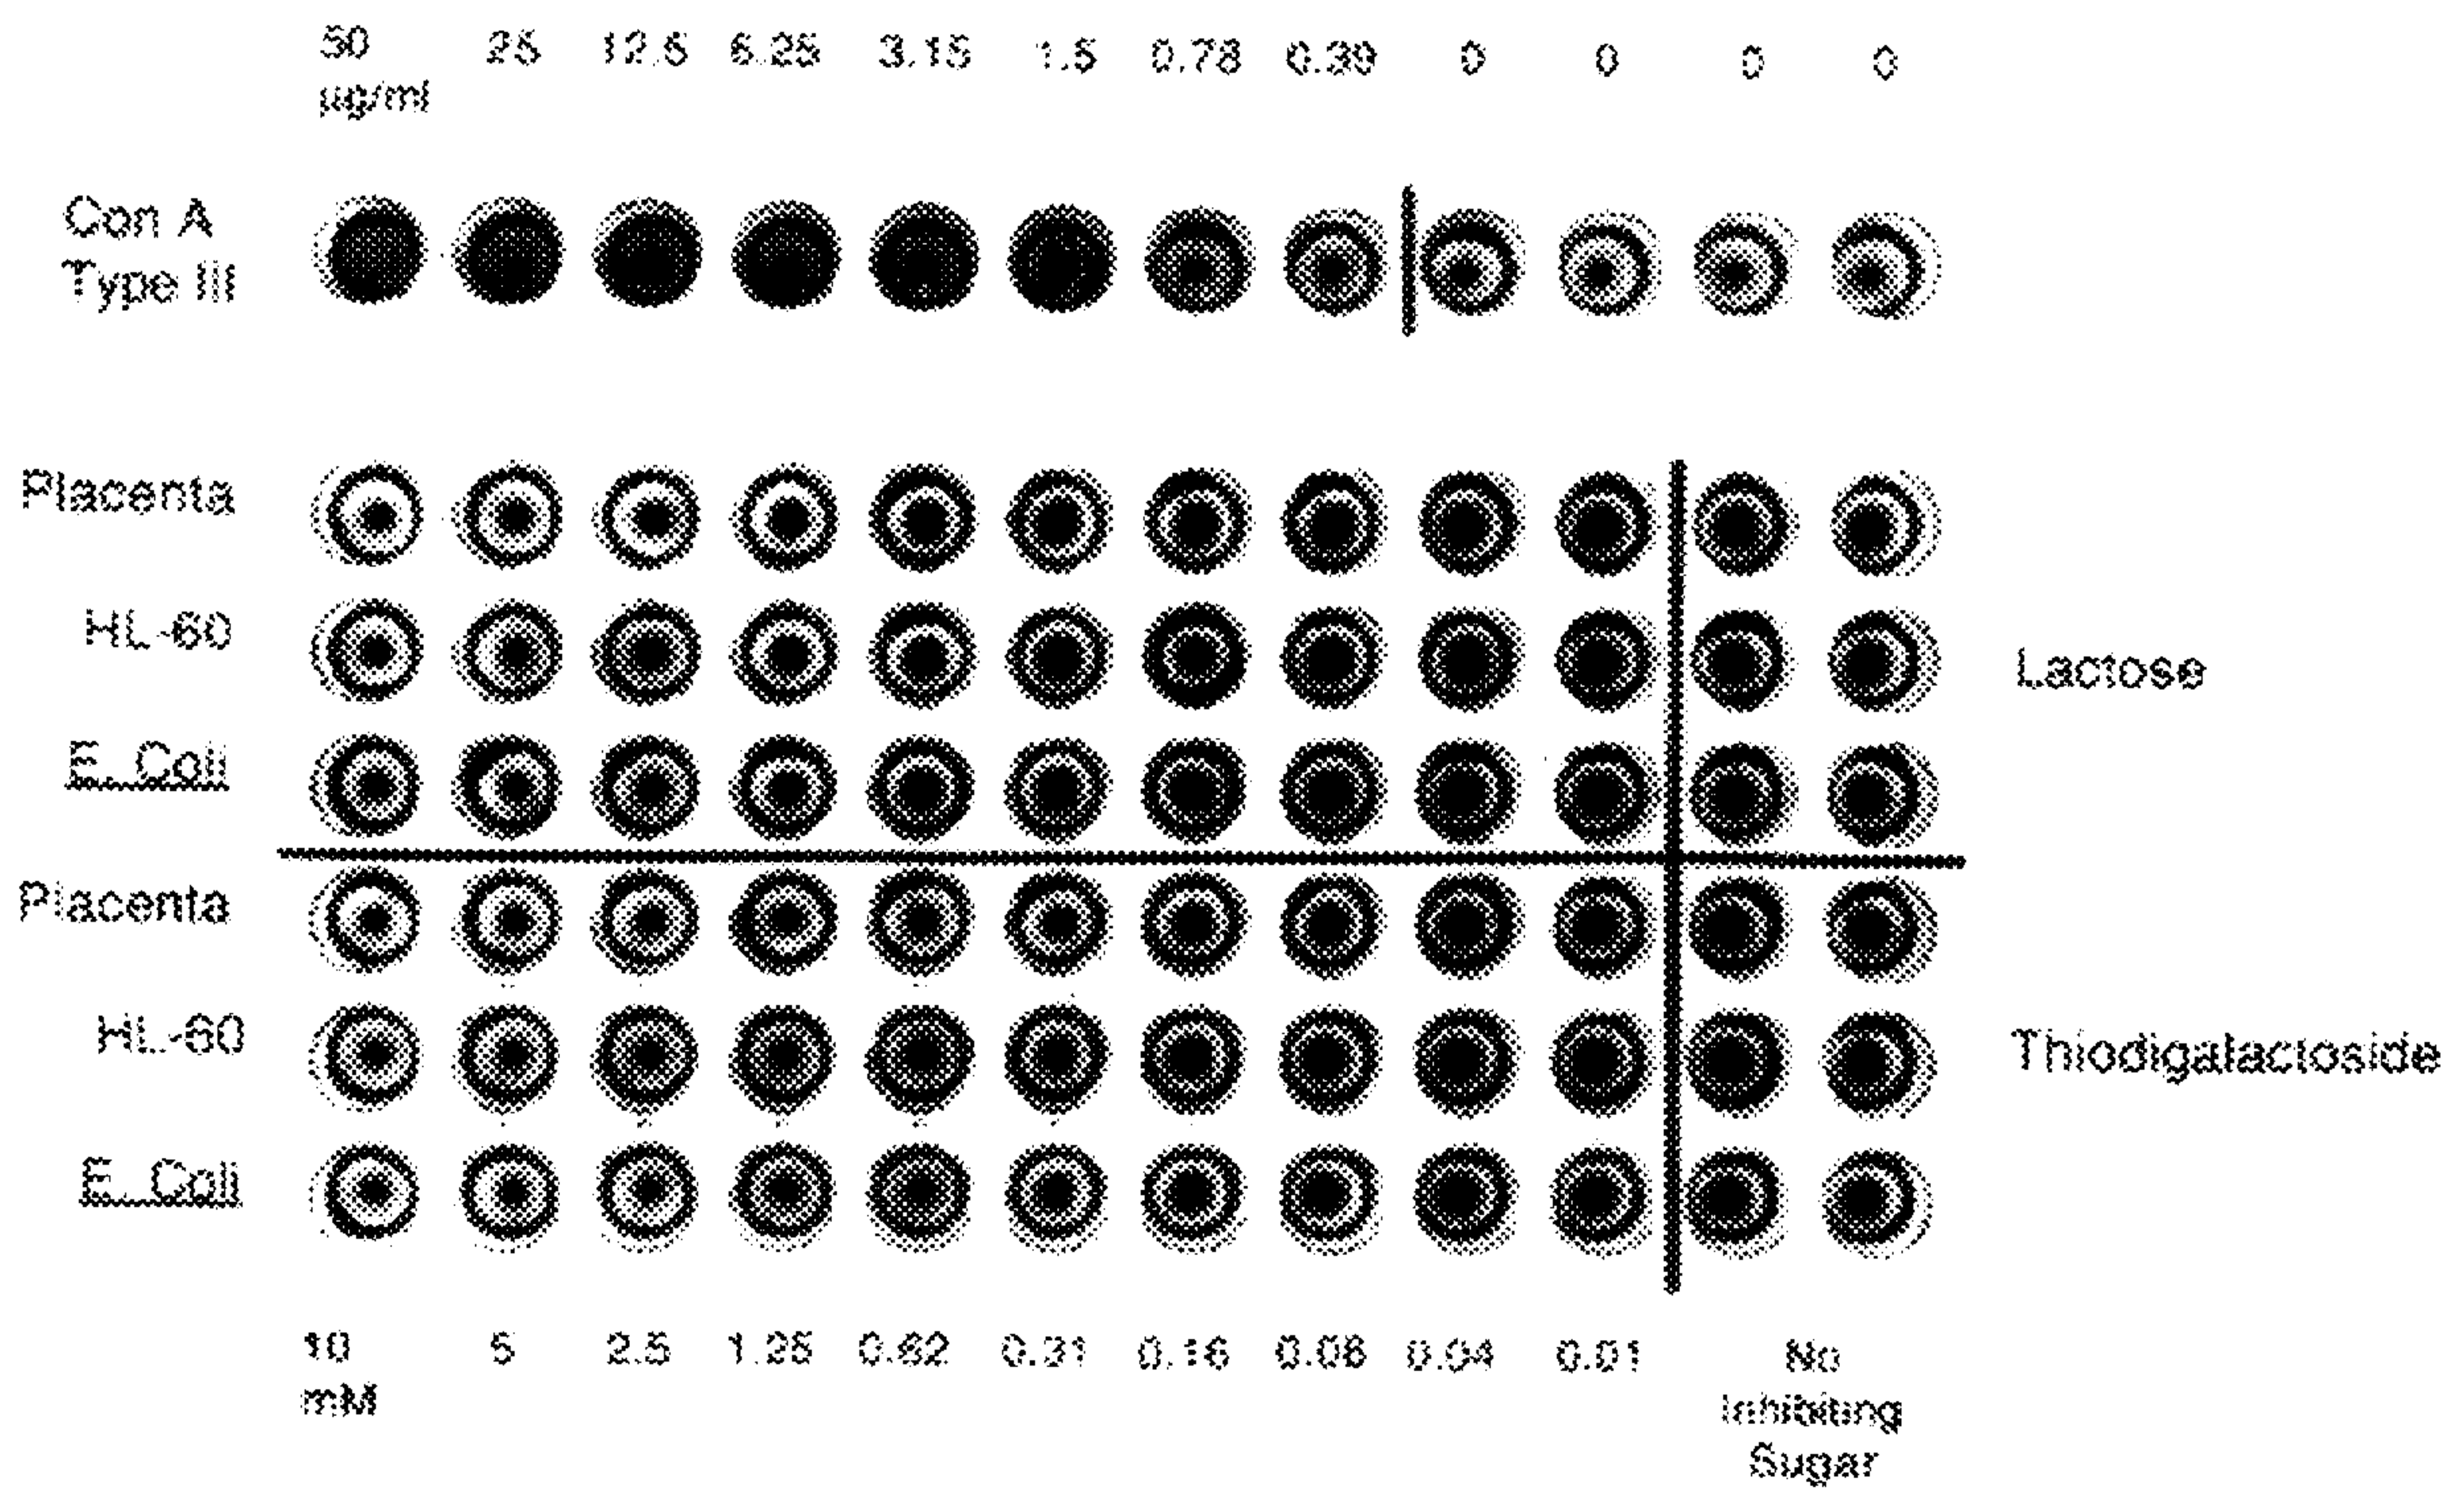 50 25 12.5 6.25 3.15 1.5 0.78 0.39 0 0 0 0
µg/ml
Con A
Type III
Placenta
HL-60
Lactose
E. Coli
Placenta
HL-60
Thiodigalactoside
E. Coli
10 5 2.5 1.25 0.62 0.31 0.16 0.08 0.04 0.01 No
mM Inhibiting
Sugar